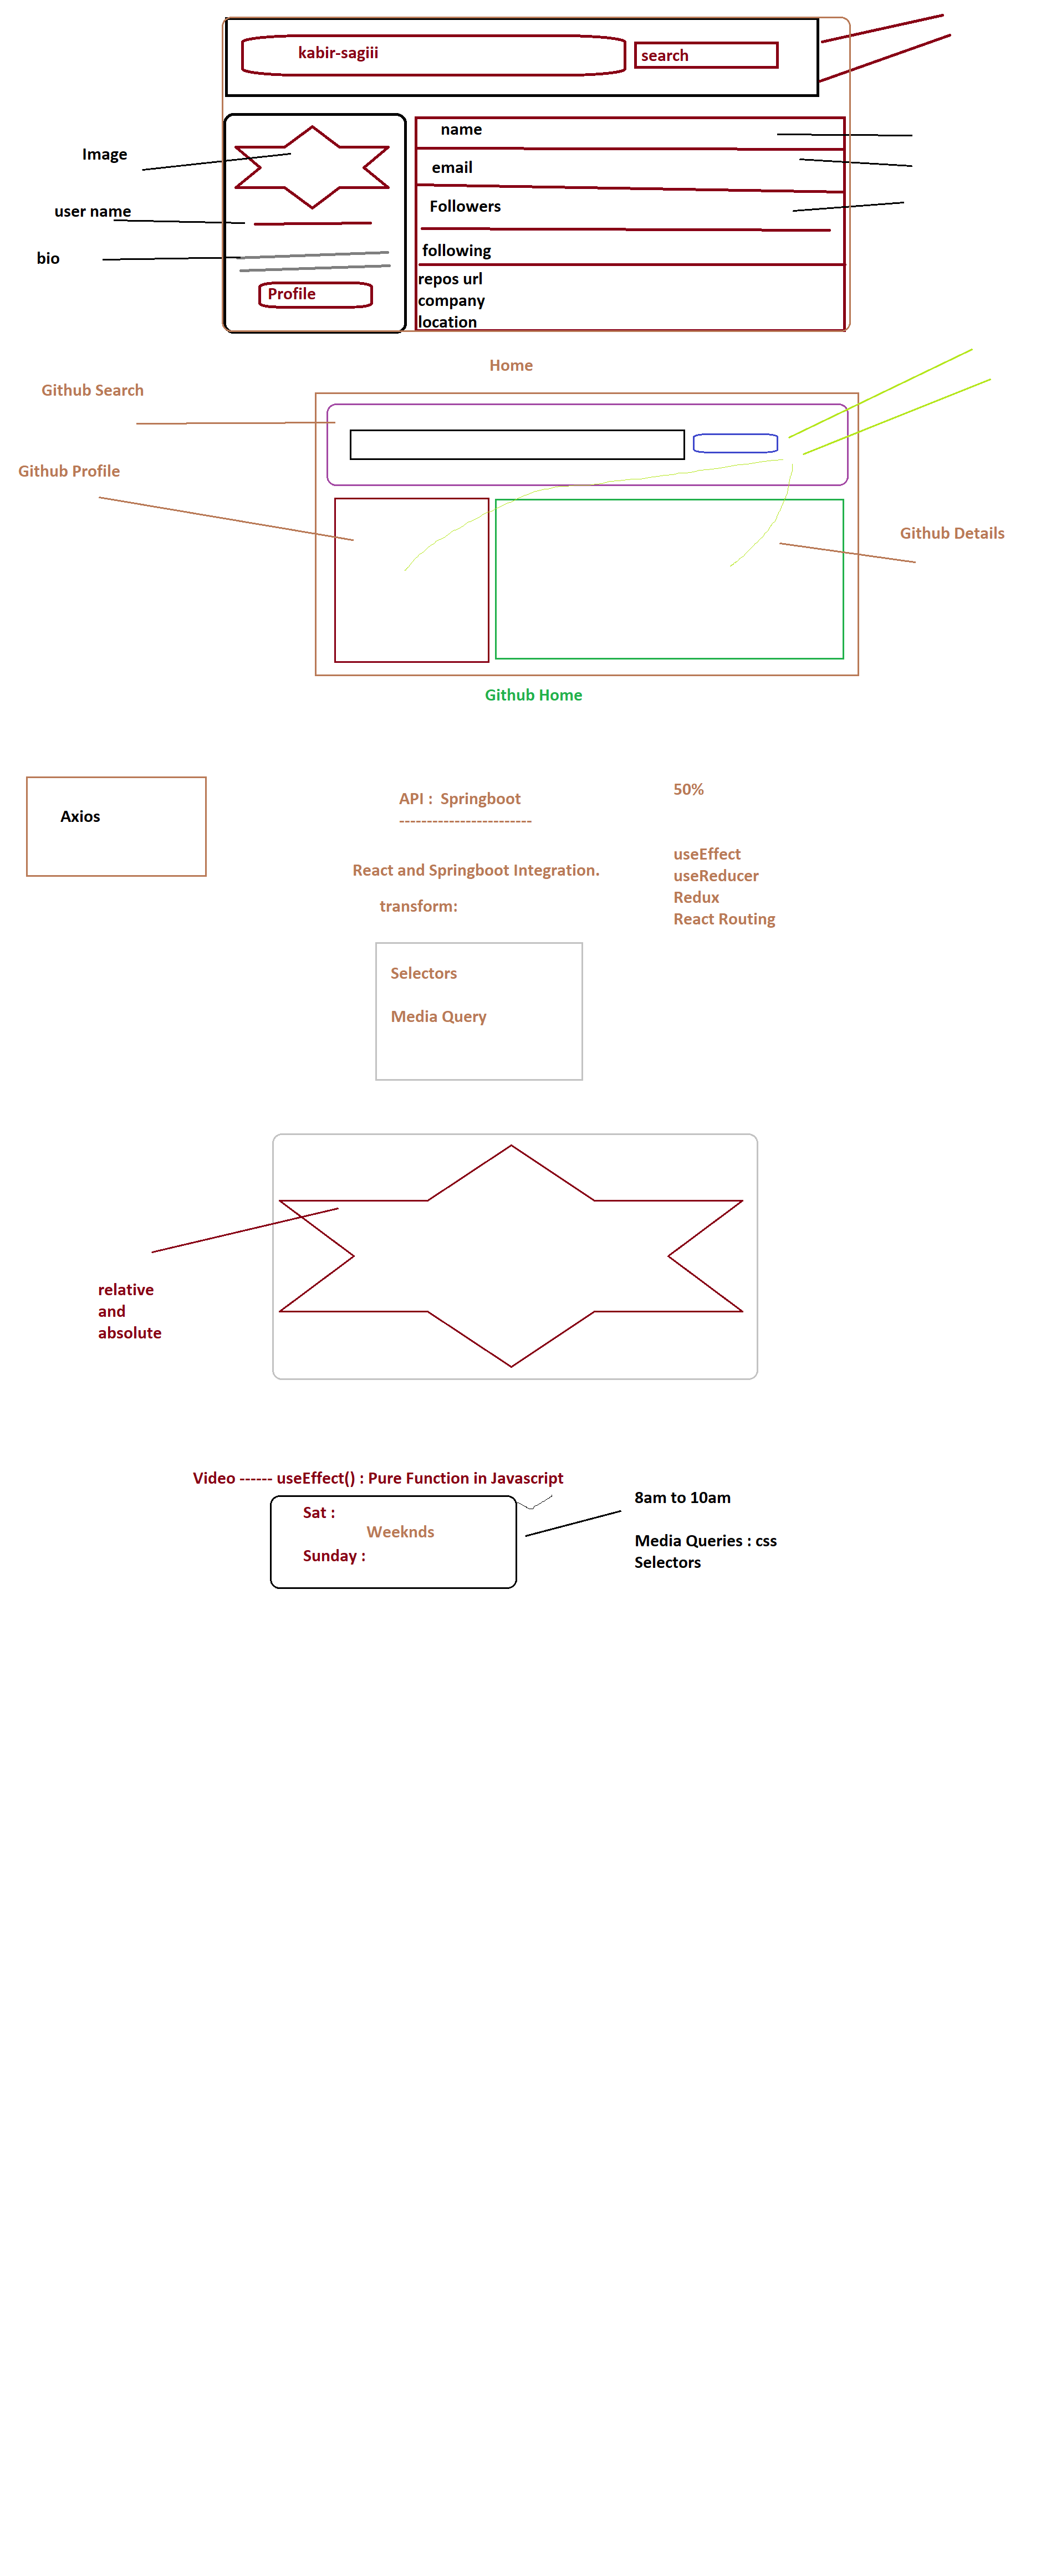 kabir-sagiii
search
name
Image
email
user name
Followers
bio
following
repos url
Profile
company
location
Home
Github Search
Github Profile
Github Details
Github Home
50%
API :  Springboot
------------------------
Axios
useEffect
React and Springboot Integration.
useReducer
Redux
transform:
React Routing
Selectors
Media Query
relative
and
absolute
Video ------ useEffect() : Pure Function in Javascript
8am to 10am
Sat :
Weeknds
Media Queries : css
Sunday :
Selectors